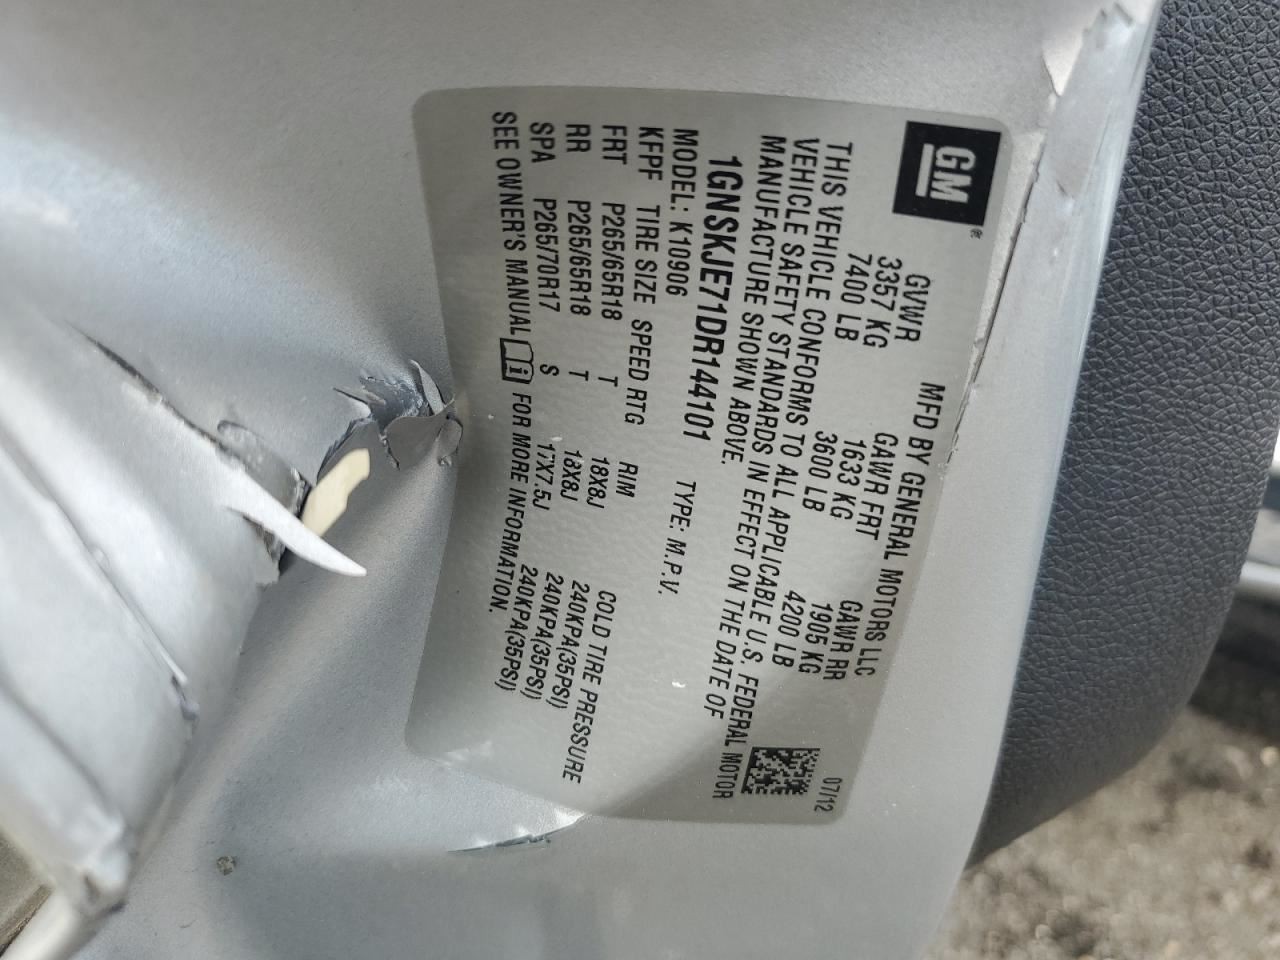 GM®
MFD BY GENERAL MOTORS LLC 07/12
GVWR GAWR FRT GAWR RR
3357 KG 1633 KG 1905 KG
7400 LB 3600 LB 4200 LB
THIS VEHICLE CONFORMS TO ALL APPLICABLE U.S. FEDERAL MOTOR
VEHICLE SAFETY STANDARDS IN EFFECT ON THE DATE OF
MANUFACTURE SHOWN ABOVE.
1GNSKJE71DR144101 TYPE: M.P.V.
MODEL: K10906
KFPF TIRE SIZE SPEED RTG RIM COLD TIRE PRESSURE
FRT P265/65R18 T 18X8J 240KPA(35PSI)
RR P265/65R18 T 18X8J 240KPA(35PSI)
SPA P265/70R17 S 17X7.5J 240KPA(35PSI)
SEE OWNER'S MANUAL i FOR MORE INFORMATION.